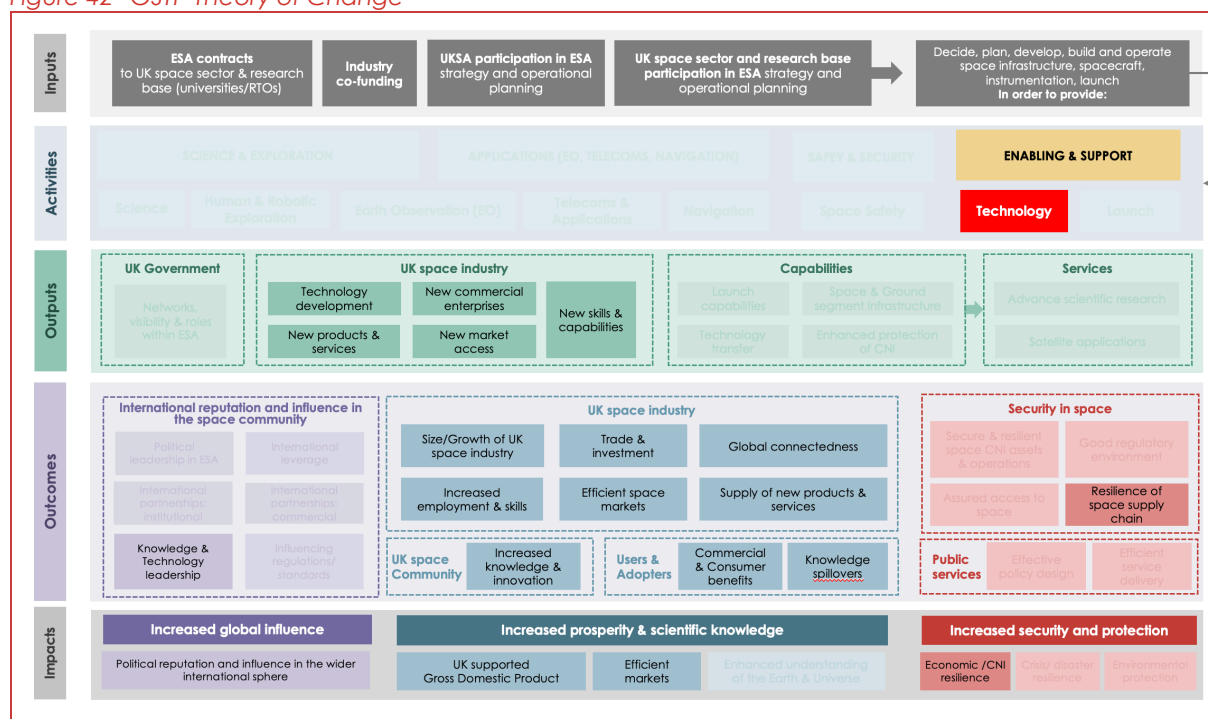 Figure 42 GSTP Theory of Change
Inputs
ESA contracts
to UK space sector & research
base (universities/RTOs)
Industry
co-funding
UKSA participation in ESA
strategy and operational
planning
UK space sector and research base
participation in ESA strategy and
operational planning
Decide, plan, develop, build and operate
space infrastructure, spacecraft,
instrumentation, launch
In order to provide:
Activities
SCIENCE & EXPLORATION
APPLICATIONS (EO, TELECOMS, NAVIGATION)
SAFEY & SECURITY
ENABLING & SUPPORT
Science
Human & Robotic
Exploration
Earth Observation (EO)
Telecoms &
Applications
Navigation
Space Safety
Technology
Launch
Outputs
UK Government
Networks,
visibility & roles
within ESA
UK space industry
Technology
development
New commercial
enterprises
New skills &
capabilities
New products &
services
New market
access
Capabilities
Launch
capabilities
Space & Ground
segment infrastructure
Technology
transfer
Enhanced protection
of CNI
Services
Advance scientific research
Satellite applications
Outcomes
International reputation and influence in
the space community
Political
leadership in ESA
International
leverage
International
partnerships:
institutional
International
partnerships:
commercial
Knowledge &
Technology
leadership
Influencing
regulations/
standards
UK space industry
Size/Growth of UK
space industry
Trade &
investment
Global connectedness
Increased
employment & skills
Efficient space
markets
Supply of new products &
services
UK space
Community
Increased
knowledge &
innovation
Users &
Adopters
Commercial
& Consumer
benefits
Knowledge
spillovers
Security in space
Secure & resilient
space CNI assets
& operations
Good regulatory
environment
Assured access to
space
Resilience of
space supply
chain
Public
services
Effective
policy design
Efficient
service
delivery
Impacts
Increased global influence
Political reputation and influence in the wider
international sphere
Increased prosperity & scientific knowledge
UK supported
Gross Domestic Product
Efficient
markets
Enhanced understanding
of the Earth & Universe
Increased security and protection
Economic /CNI
resilience
Crisis/ disaster
resilience
Environmental
protection